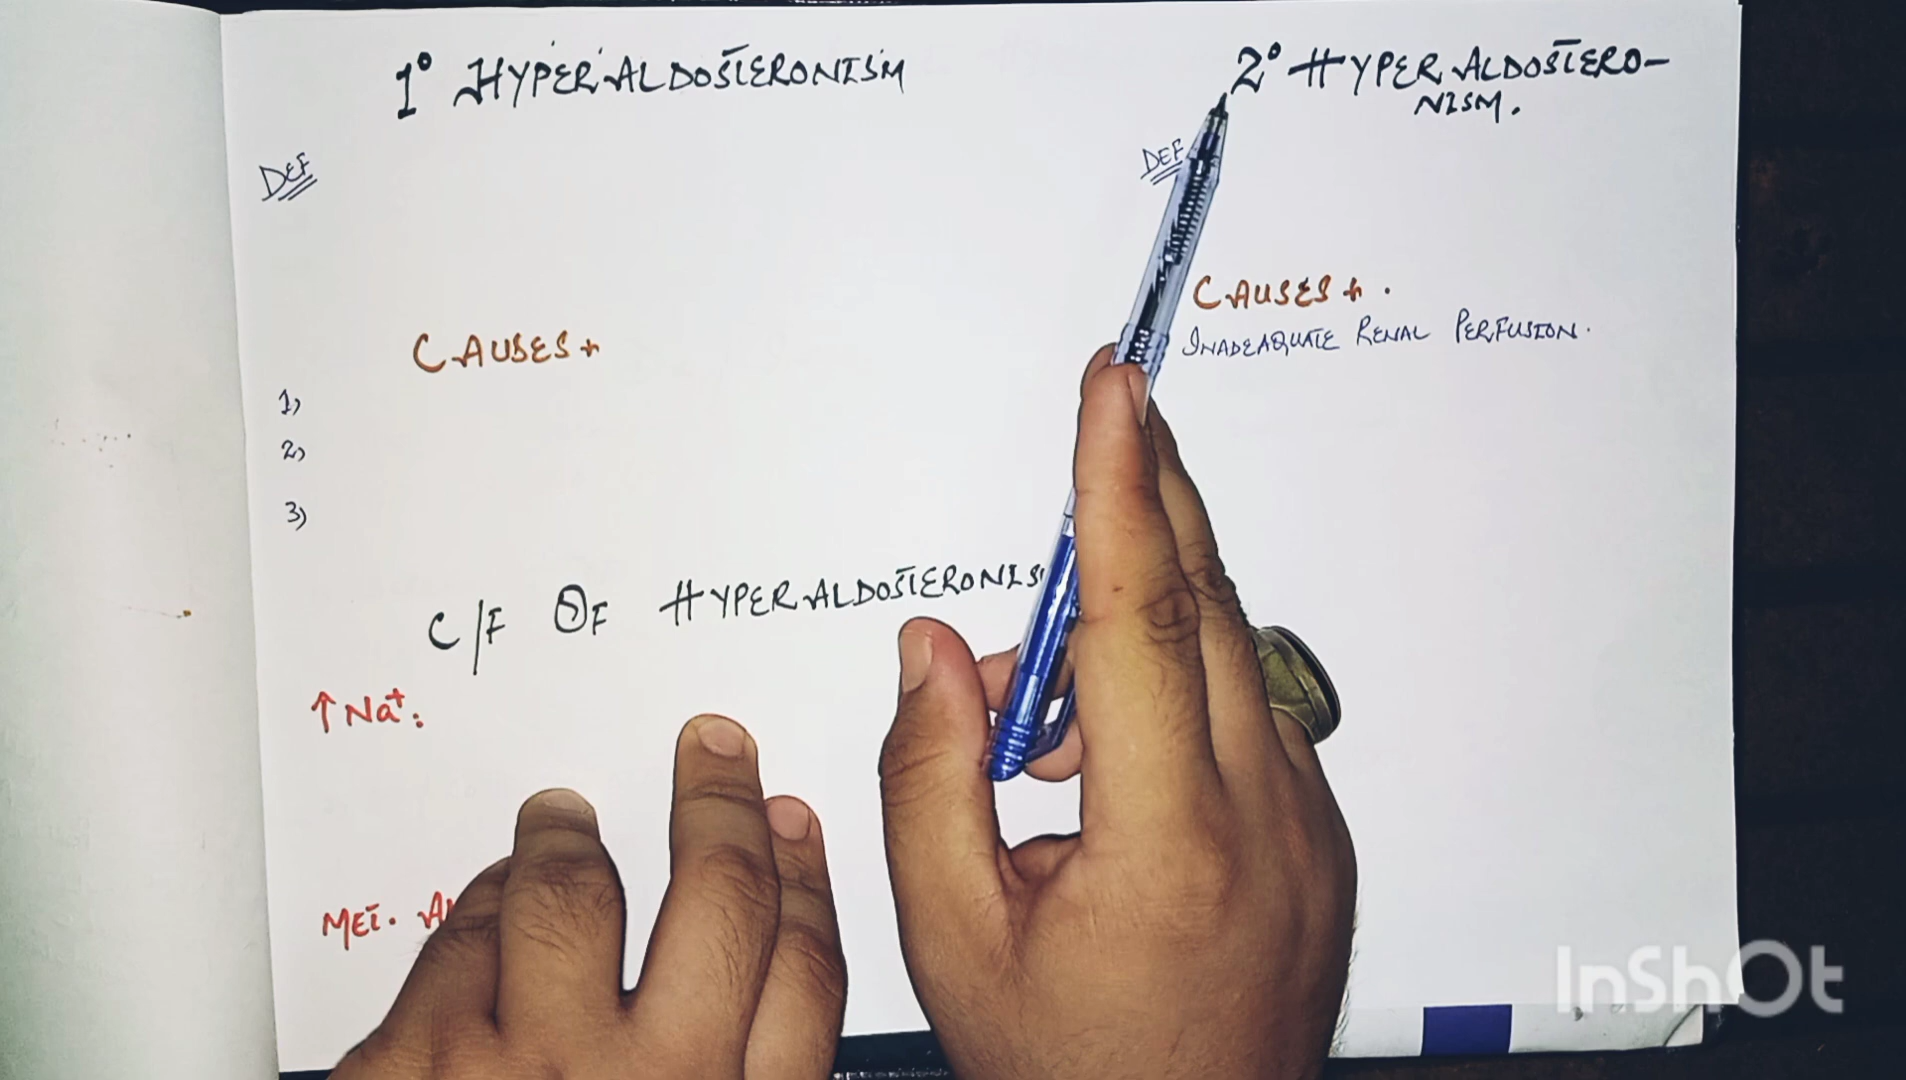 1° HYPERALDOSTERONISM
DEF
CAUSES
1)
2)
3)
2° HYPERALDOSTERO-
NISM.
DEF
CAUSES
INADEAQUATE RENAL PERFUSION.
C/F OF HYPERALDOSTERONIS
↑Na+:
MET. A
InShOt